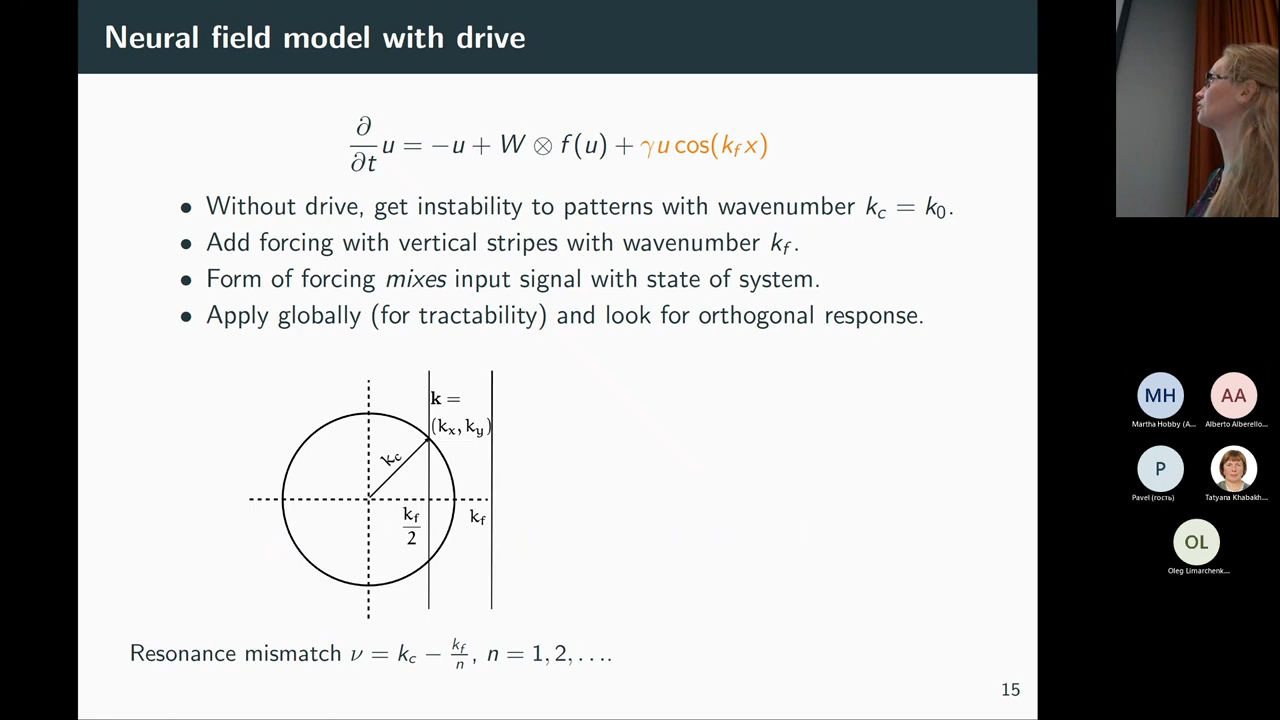 Neural field model with drive
∂/∂t u = −u + W ⊗ f(u) + γ u cos(k_f x)
• Without drive, get instability to patterns with wavenumber k_c = k_0.
• Add forcing with vertical stripes with wavenumber k_f.
• Form of forcing mixes input signal with state of system.
• Apply globally (for tractability) and look for orthogonal response.
k =
(k_x, k_y)
k_c
k_f/2
k_f
Resonance mismatch ν = k_c − k_f/n, n = 1, 2, . . . .
15
MH
Martha Hobby (A...
AA
Alberto Alberello...
P
Pavel (гость)
Tatyana Khabakh...
OL
Oleg Limarchenk...